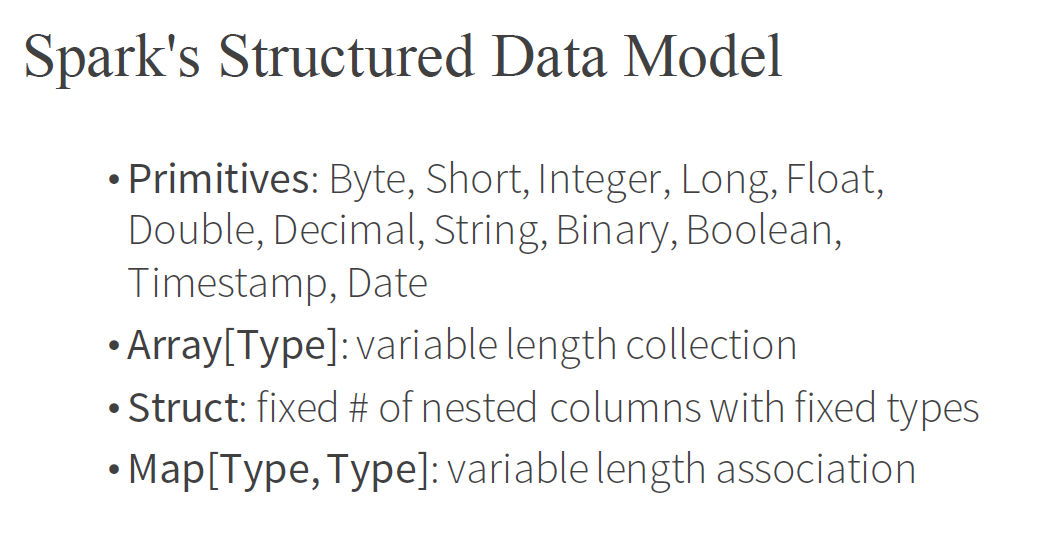 Spark's Structured Data Model
• Primitives: Byte, Short, Integer, Long, Float,
Double, Decimal, String, Binary, Boolean,
Timestamp, Date
• Array[Type]: variable length collection
• Struct: fixed # of nested columns with fixed types
• Map[Type, Type]: variable length association